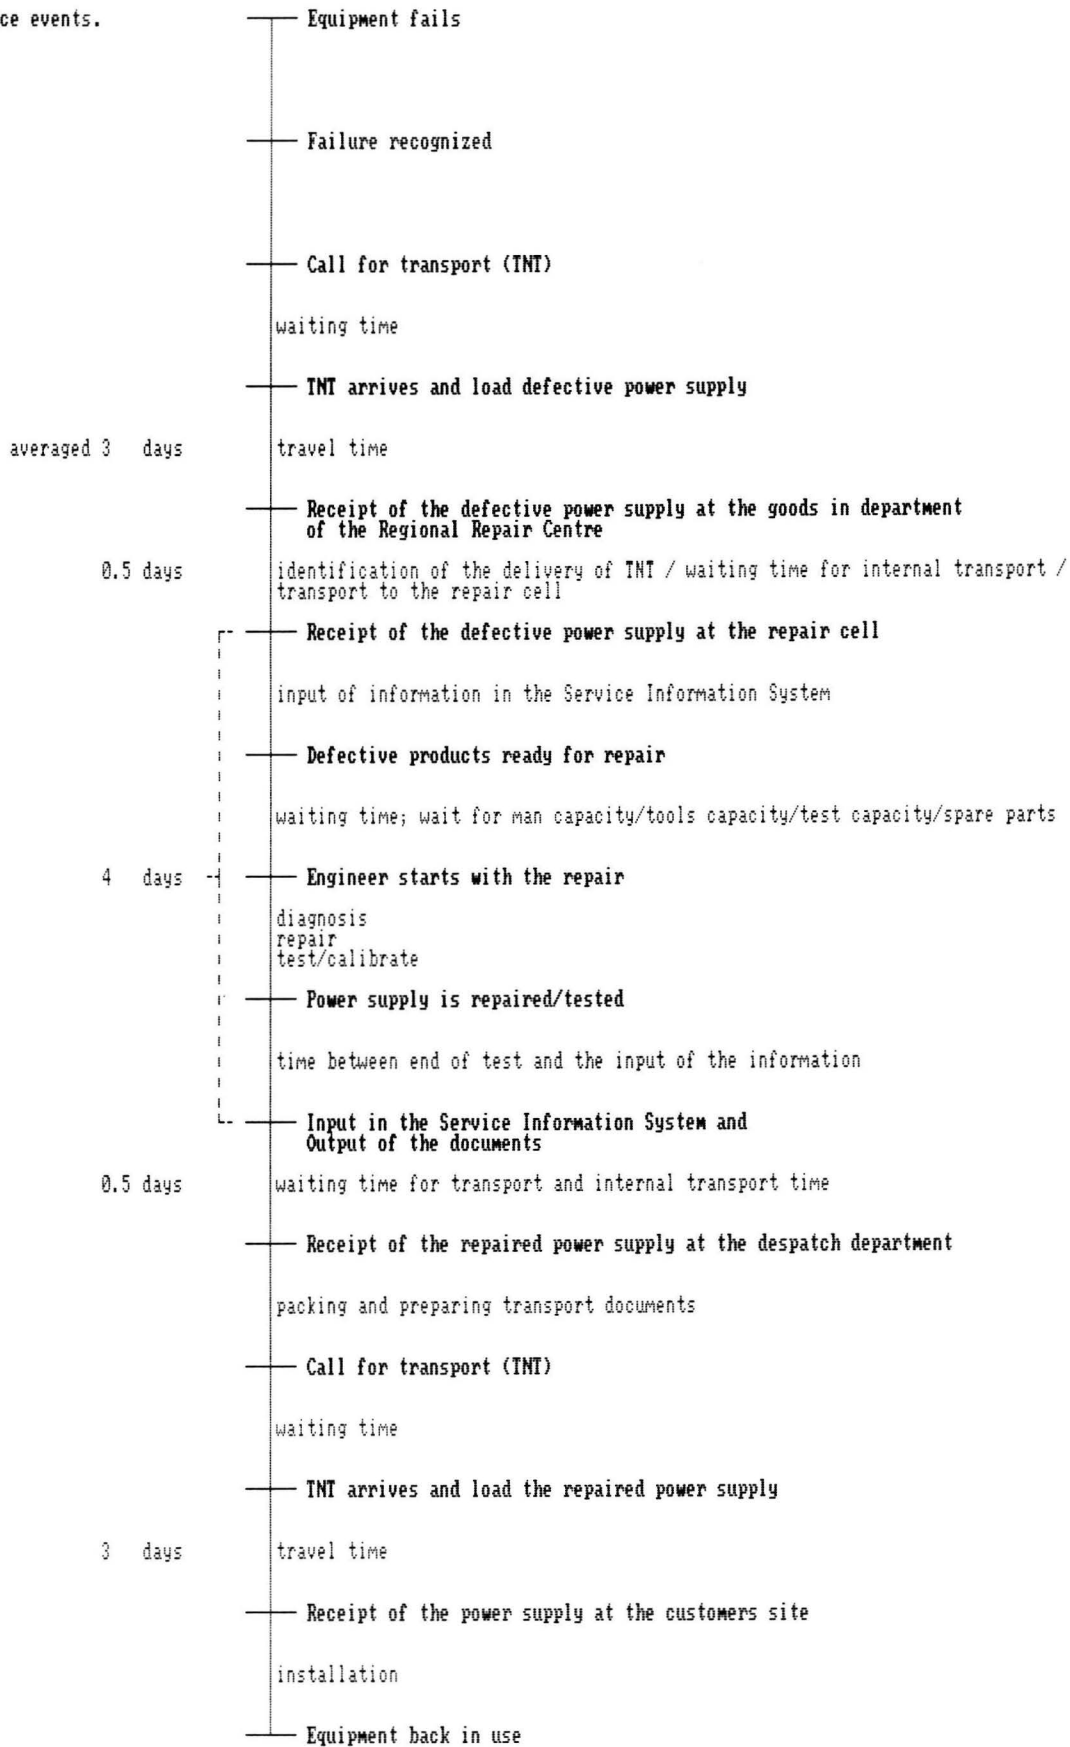 ce events.
Equipment fails
Failure recognized
Call for transport (TNT)
waiting time
TNT arrives and load defective power supply
averaged 3 days
travel time
Receipt of the defective power supply at the goods in department
of the Regional Repair Centre
0.5 days
identification of the delivery of TNT / waiting time for internal transport /
transport to the repair cell
Receipt of the defective power supply at the repair cell
input of information in the Service Information System
Defective products ready for repair
waiting time; wait for man capacity/tools capacity/test capacity/spare parts
4 days
Engineer starts with the repair
diagnosis
repair
test/calibrate
Power supply is repaired/tested
time between end of test and the input of the information
Input in the Service Information System and
Output of the documents
0.5 days
waiting time for transport and internal transport time
Receipt of the repaired power supply at the despatch department
packing and preparing transport documents
Call for transport (TNT)
waiting time
TNT arrives and load the repaired power supply
3 days
travel time
Receipt of the power supply at the customers site
installation
Equipment back in use